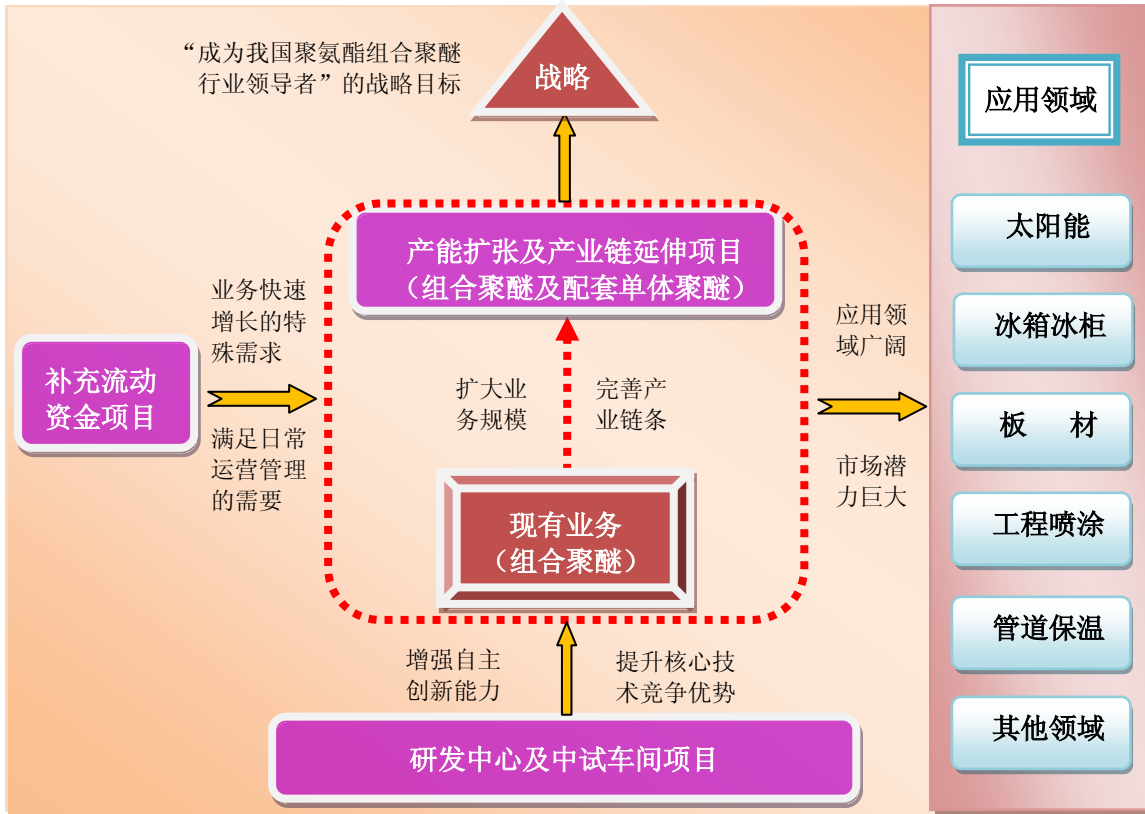 “成为我国聚氨酯组合聚醚
行业领导者”的战略目标
战略
产能扩张及产业链延伸项目
（组合聚醚及配套单体聚醚）
业务快速
增长的特
殊需求
补充流动
资金项目
满足日常
运营管理
的需要
扩大业
务规模
完善产
业链条
现有业务
（组合聚醚）
应用领
域广阔
市场潜
力巨大
增强自主
创新能力
提升核心技
术竞争优势
研发中心及中试车间项目
应用领域
太阳能
冰箱冰柜
板 材
工程喷涂
管道保温
其他领域